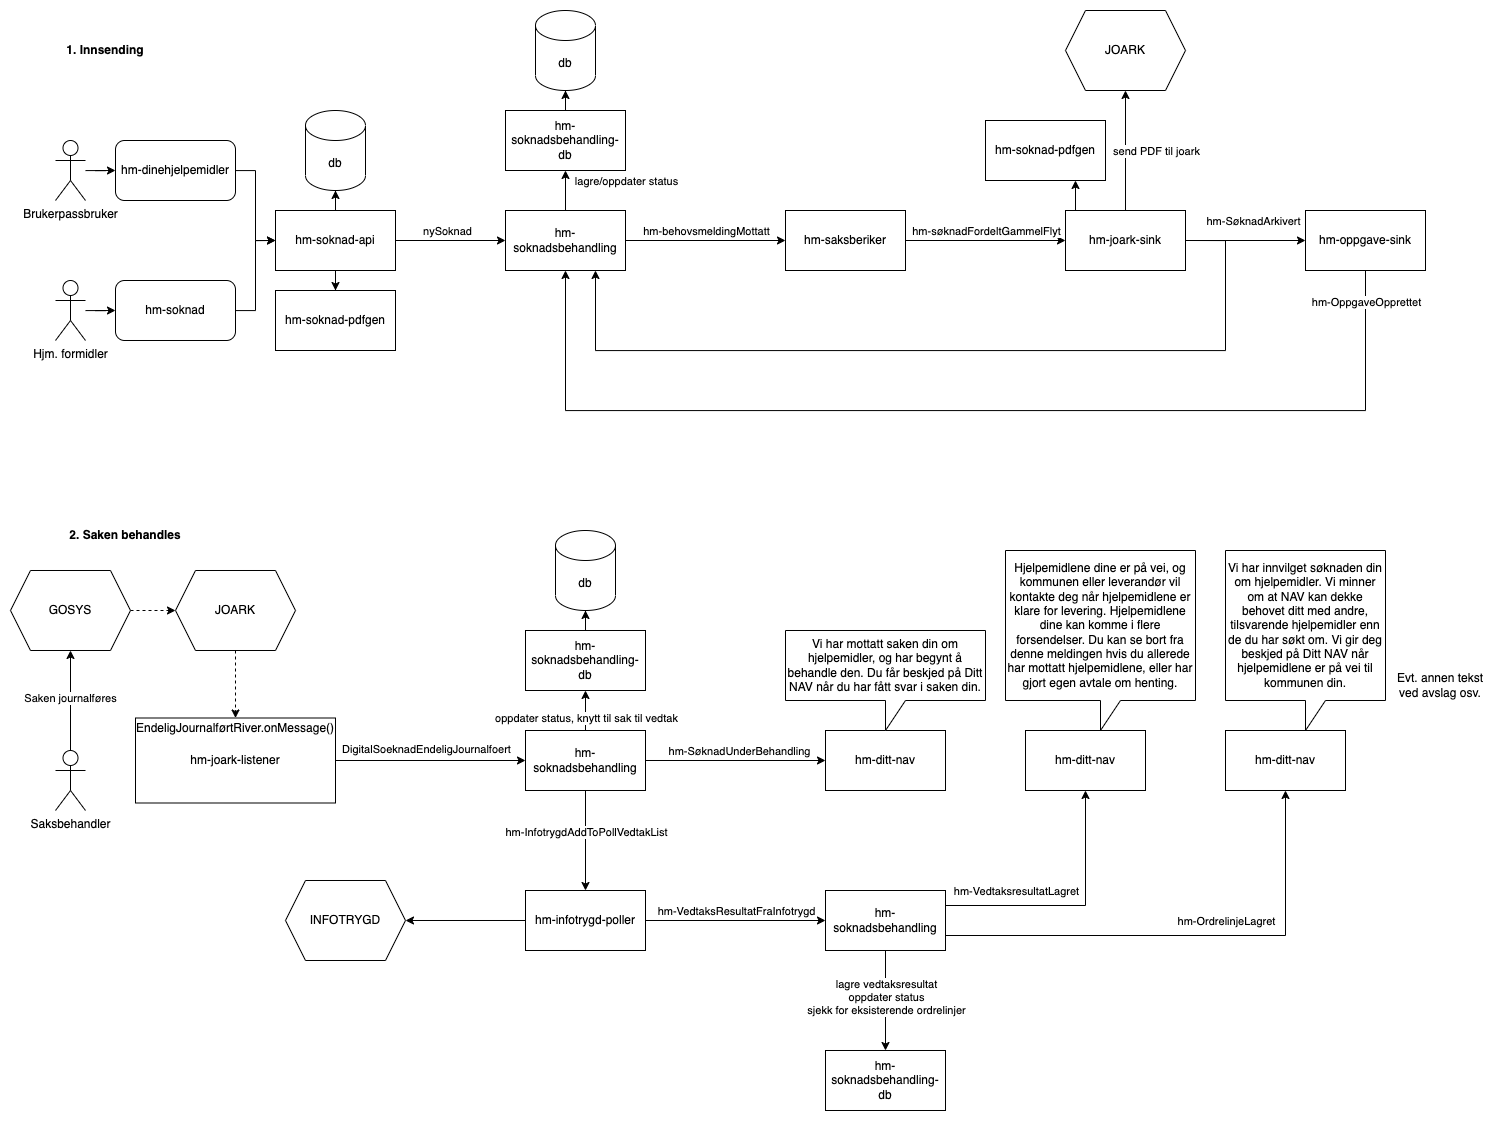 1. Innsending
db
JOARK
hm-
soknadsbehandling-
db
db
hm-soknad-pdfgen
send PDF til joark
hm-dinehjelpemidler
Brukerpassbruker
lagre/oppdater status
hm-soknad-api
nySoknad
hm-
soknadsbehandling
hm-behovsmeldingMottatt
hm-saksberiker
hm-søknadFordeltGammelFlyt
hm-joark-sink
hm-SøknadArkivert
hm-oppgave-sink
hm-soknad
Hjm. formidler
hm-soknad-pdfgen
hm-OppgaveOpprettet
2. Saken behandles
GOSYS
JOARK
db
hm-
soknadsbehandling-
db
Vi har mottatt saken din om
hjelpemidler, og har begynt å
behandle den. Du får beskjed på Ditt
NAV når du har fått svar i saken din.
Hjelpemidlene dine er på vei, og
kommunen eller leverandør vil
kontakte deg når hjelpemidlene er
klare for levering. Hjelpemidlene
dine kan komme i flere
forsendelser. Du kan se bort fra
denne meldingen hvis du allerede
har mottatt hjelpemidlene, eller har
gjort egen avtale om henting.
Vi har innvilget søknaden din
om hjelpemidler. Vi minner
om at NAV kan dekke
behovet ditt med andre,
tilsvarende hjelpemidler enn
de du har søkt om. Vi gir deg
beskjed på Ditt NAV når
hjelpemidlene er på vei til
kommunen din.
Evt. annen tekst
ved avslag osv.
Saken journalføres
Saksbehandler
EndeligJournalførtRiver.onMessage()
hm-joark-listener
DigitalSoeknadEndeligJournalfoert
oppdater status, knytt til sak til vedtak
hm-
soknadsbehandling
hm-SøknadUnderBehandling
hm-ditt-nav
hm-ditt-nav
hm-ditt-nav
hm-InfotrygdAddToPollVedtakList
INFOTRYGD
hm-infotrygd-poller
hm-VedtaksResultatFraInfotrygd
hm-
soknadsbehandling
hm-VedtaksresultatLagret
hm-OrdrelinjeLagret
lagre vedtaksresultat
oppdater status
sjekk for eksisterende ordrelinjer
hm-
soknadsbehandling-
db